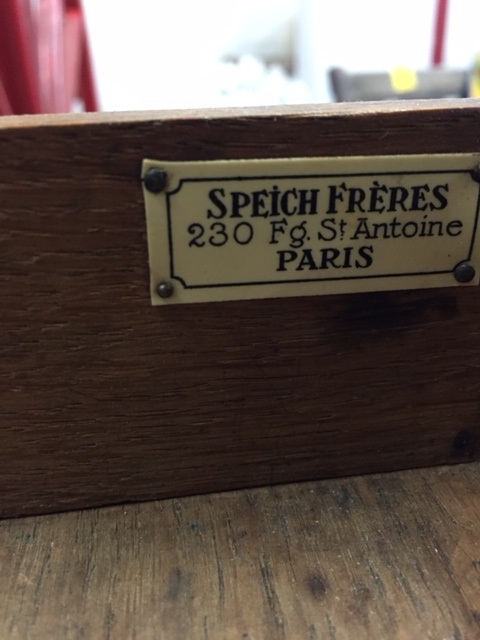 SPEICH FRÈRES
230 Fg. St Antoine
PARIS